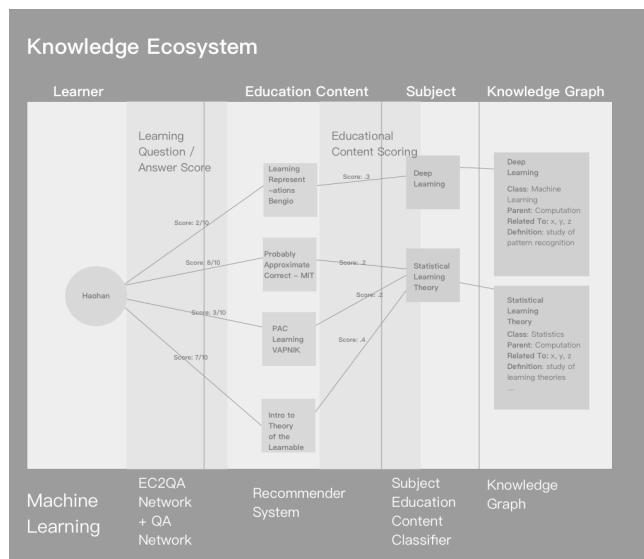 Knowledge Ecosystem
Learner
Education Content
Subject
Knowledge Graph
Learning
Question /
Answer Score
Educational
Content Scoring
Haohan
Score: 2/10
Score: 8/10
Score: 3/10
Score: 7/10
Learning
Represent
-ations
Bengio
Probably
Approximate
Correct - MIT
PAC
Learning
VAPNIK
Intro to
Theory
of the
Learnable
Score: .3
Score: .2
Score: .2
Score: .4
Deep
Learning
Statistical
Learning
Theory
Deep
Learning
Class: Machine
Learning
Parent: Computation
Related To: x, y, z
Definition: study of
pattern recognition
Statistical
Learning
Theory
Class: Statistics
Parent: Computation
Related To: x, y, z
Definition: study of
learning theories
...
Machine
Learning
EC2QA
Network
+ QA
Network
Recommender
System
Subject
Education
Content
Classifier
Knowledge
Graph